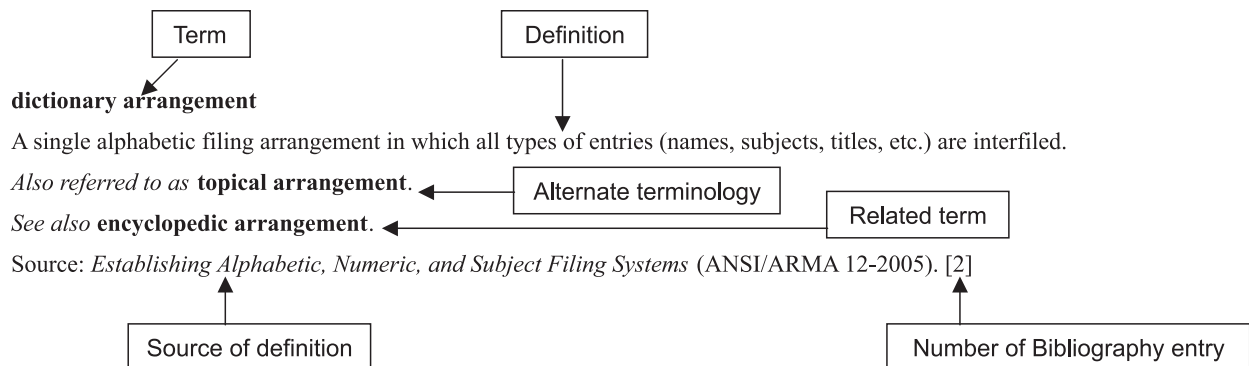 Term
Definition
dictionary arrangement
A single alphabetic filing arrangement in which all types of entries (names, subjects, titles, etc.) are interfiled.
Also referred to as topical arrangement.
Alternate terminology
See also encyclopedic arrangement.
Related term
Source: Establishing Alphabetic, Numeric, and Subject Filing Systems (ANSI/ARMA 12-2005). [2]
Source of definition
Number of Bibliography entry